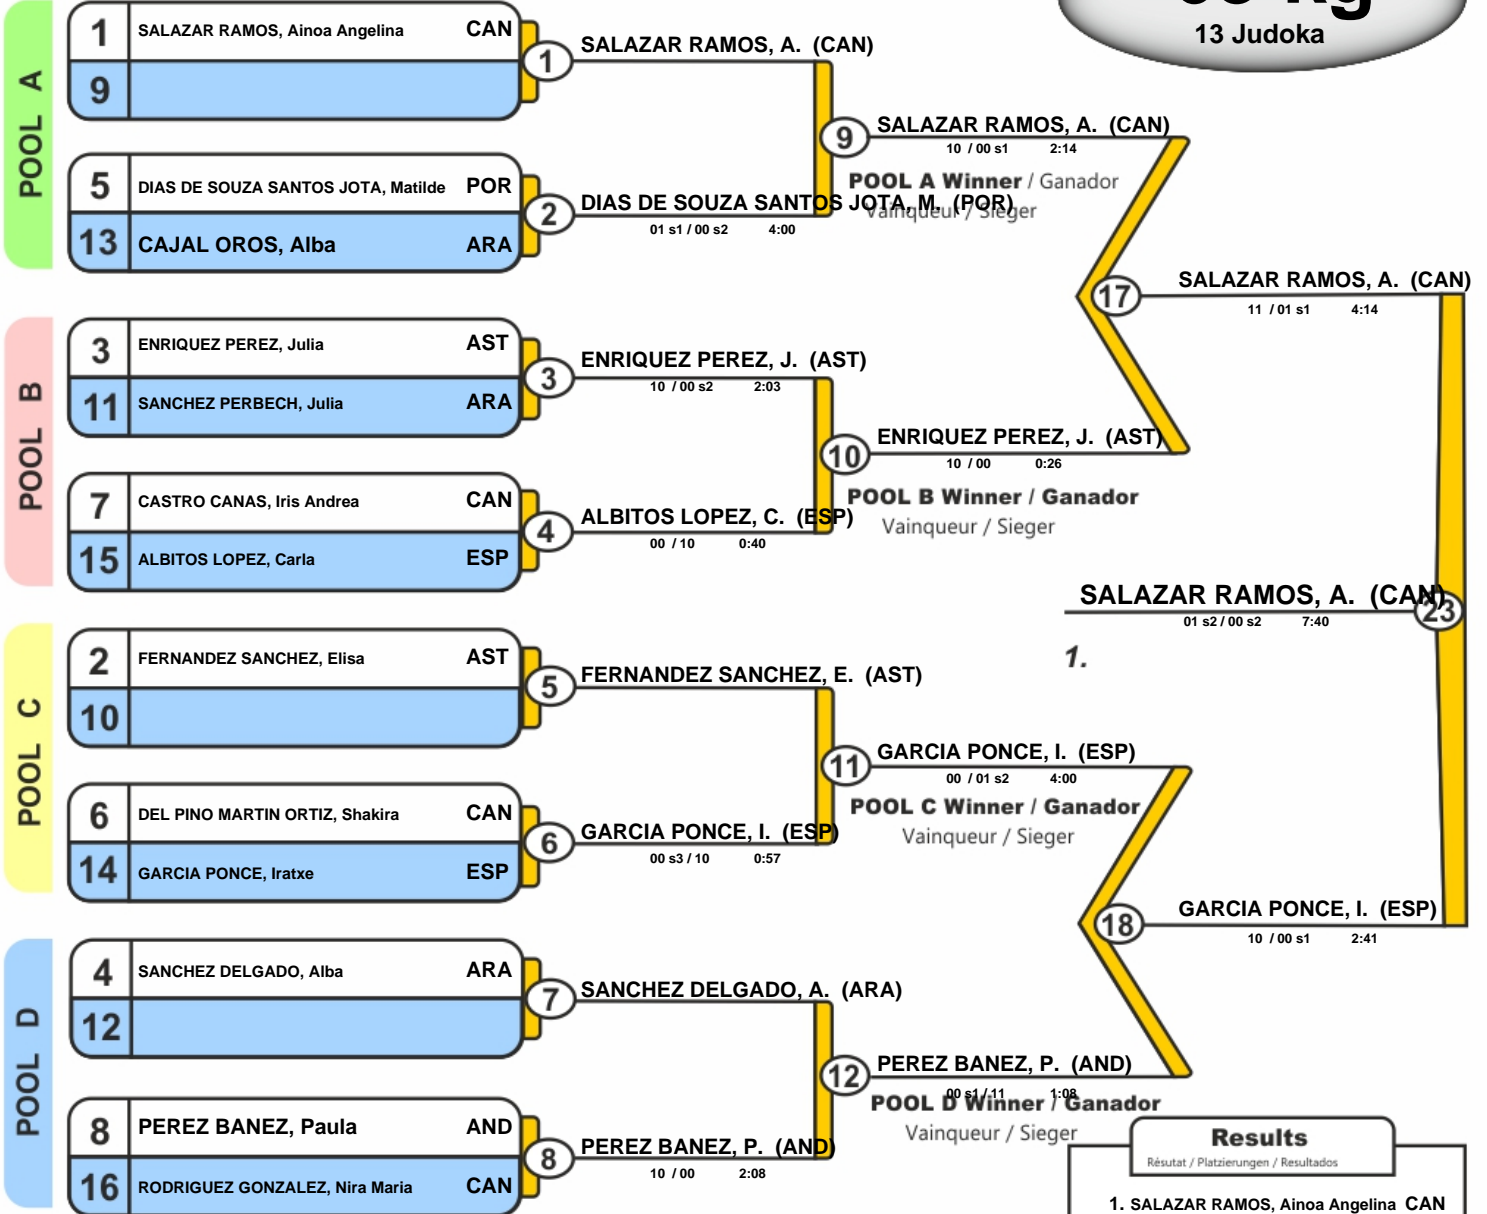 13 Judoka
POOL A
1 SALAZAR RAMOS, Ainoa Angelina CAN
9
1
SALAZAR RAMOS, A. (CAN)
5 DIAS DE SOUZA SANTOS JOTA, Matilde POR
13 CAJAL OROS, Alba ARA
2
DIAS DE SOUZA SANTOS JOTA, M. (POR)
01 s1 / 00 s2 4:00
9
SALAZAR RAMOS, A. (CAN)
10 / 00 s1 2:14
POOL A Winner / Ganador
Vainqueur / Sieger
POOL B
3 ENRIQUEZ PEREZ, Julia AST
11 SANCHEZ PERBECH, Julia ARA
3
ENRIQUEZ PEREZ, J. (AST)
10 / 00 s2 2:03
7 CASTRO CANAS, Iris Andrea CAN
15 ALBITOS LOPEZ, Carla ESP
4
ALBITOS LOPEZ, C. (ESP)
00 / 10 0:40
10
ENRIQUEZ PEREZ, J. (AST)
10 / 00 0:26
POOL B Winner / Ganador
Vainqueur / Sieger
17
SALAZAR RAMOS, A. (CAN)
11 / 01 s1 4:14
SALAZAR RAMOS, A. (CAN)
23
01 s2 / 00 s2 7:40
1.
POOL C
2 FERNANDEZ SANCHEZ, Elisa AST
10
5
FERNANDEZ SANCHEZ, E. (AST)
6 DEL PINO MARTIN ORTIZ, Shakira CAN
14 GARCIA PONCE, Iratxe ESP
6
GARCIA PONCE, I. (ESP)
00 s3 / 10 0:57
11
GARCIA PONCE, I. (ESP)
00 / 01 s2 4:00
POOL C Winner / Ganador
Vainqueur / Sieger
18
GARCIA PONCE, I. (ESP)
10 / 00 s1 2:41
POOL D
4 SANCHEZ DELGADO, Alba ARA
12
7
SANCHEZ DELGADO, A. (ARA)
8 PEREZ BANEZ, Paula AND
16 RODRIGUEZ GONZALEZ, Nira Maria CAN
8
PEREZ BANEZ, P. (AND)
10 / 00 2:08
12
PEREZ BANEZ, P. (AND)
00 s1 / 11 1:08
POOL D Winner / Ganador
Vainqueur / Sieger
Results
Résutat / Platzierungen / Resultados
1. SALAZAR RAMOS, Ainoa Angelina CAN